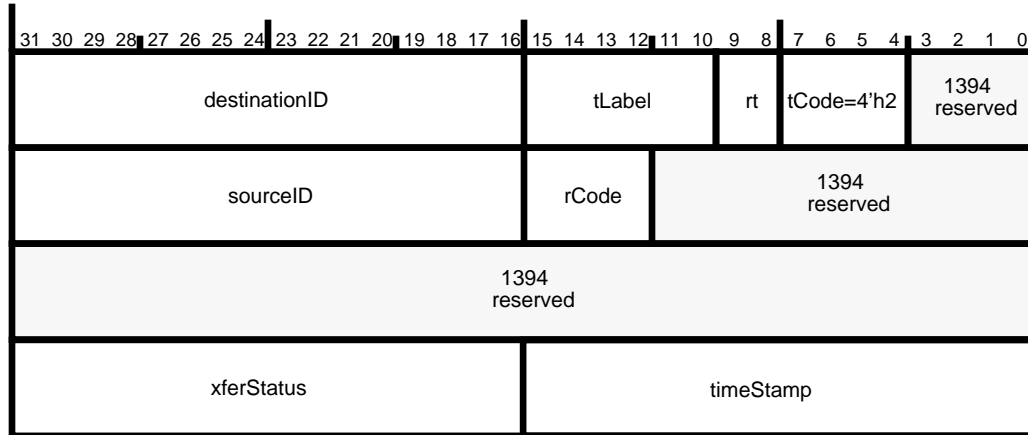 31 30 29 28 27 26 25 24 23 22 21 20 19 18 17 16 15 14 13 12 11 10 9 8 7 6 5 4 3 2 1 0
destinationID tLabel rt tCode=4’h2 1394
reserved
sourceID rCode 1394
reserved
1394
reserved
xferStatus timeStamp